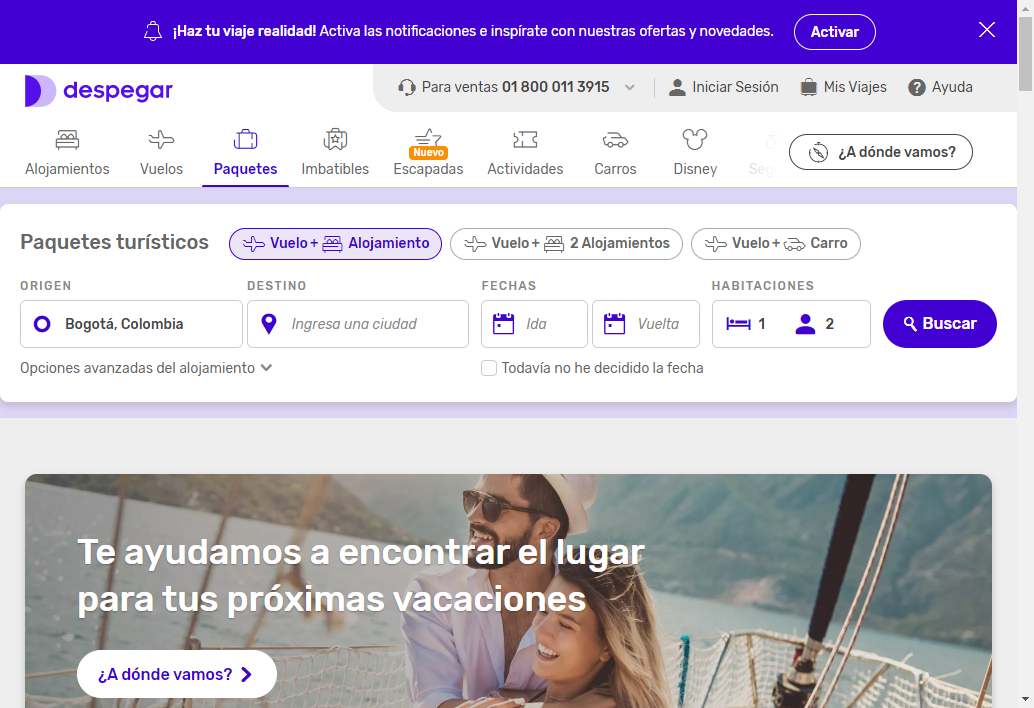 ¡Haz tu viaje realidad! Activa las notificaciones e inspírate con nuestras ofertas y novedades.
Activar
despegar
Para ventas 01 800 011 3915
Iniciar Sesión
Mis Viajes
Ayuda
Alojamientos
Vuelos
Paquetes
Imbatibles
Nuevo
Escapadas
Actividades
Carros
Disney
Seg
¿A dónde vamos?
Paquetes turísticos
Vuelo + Alojamiento
Vuelo + 2 Alojamientos
Vuelo + Carro
ORIGEN
DESTINO
FECHAS
HABITACIONES
Bogotá, Colombia
Ingresa una ciudad
Ida
Vuelta
1
2
Buscar
Opciones avanzadas del alojamiento
Todavía no he decidido la fecha
Te ayudamos a encontrar el lugar
para tus próximas vacaciones
¿A dónde vamos?